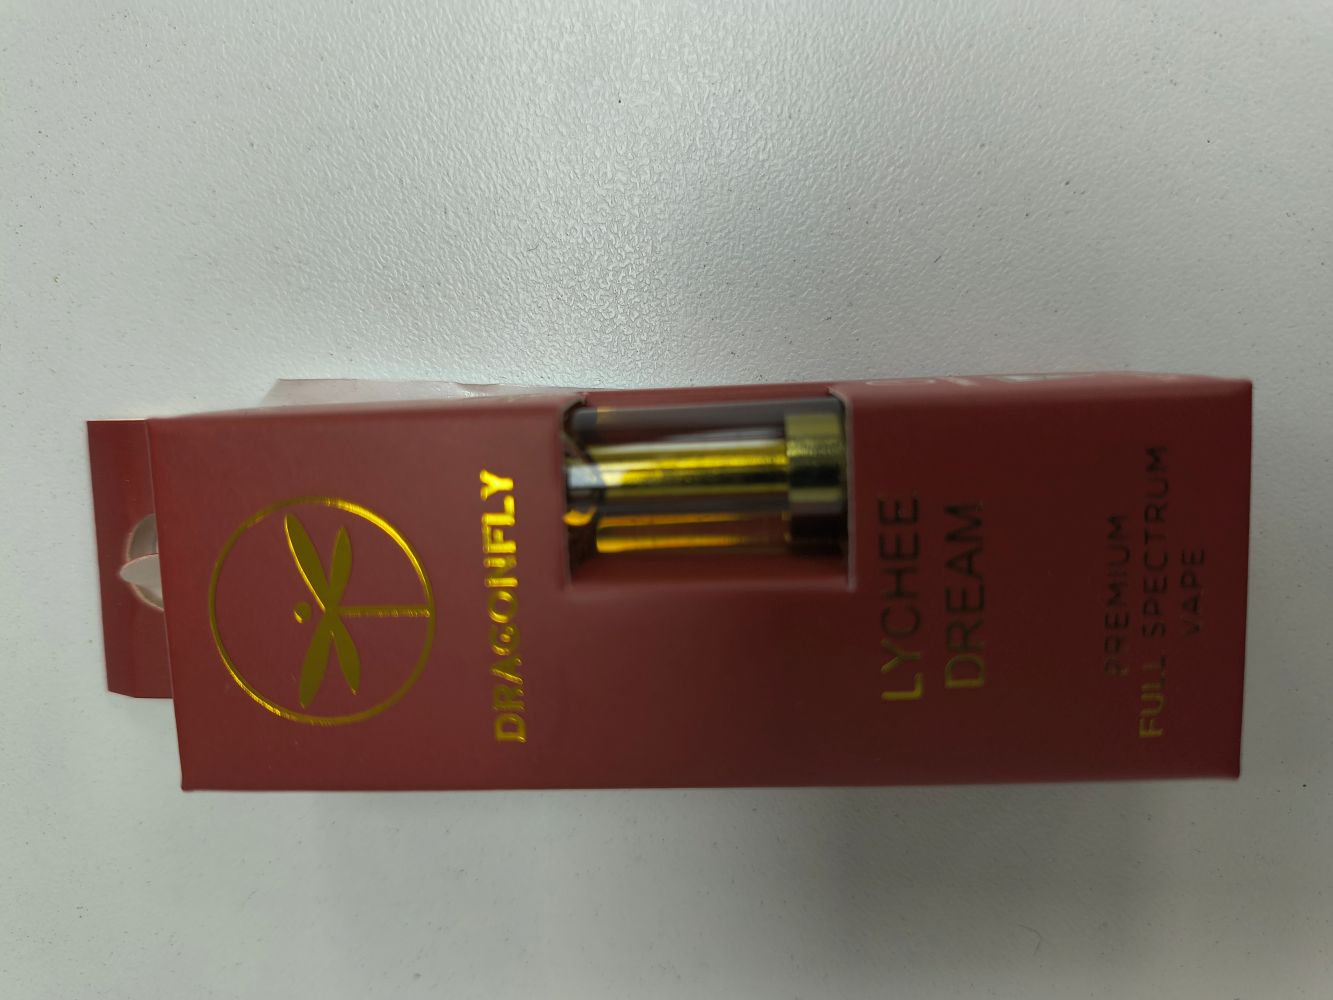 DRAGONFLY
LYCHEE
DREAM
PREMIUM
FULL SPECTRUM
VAPE